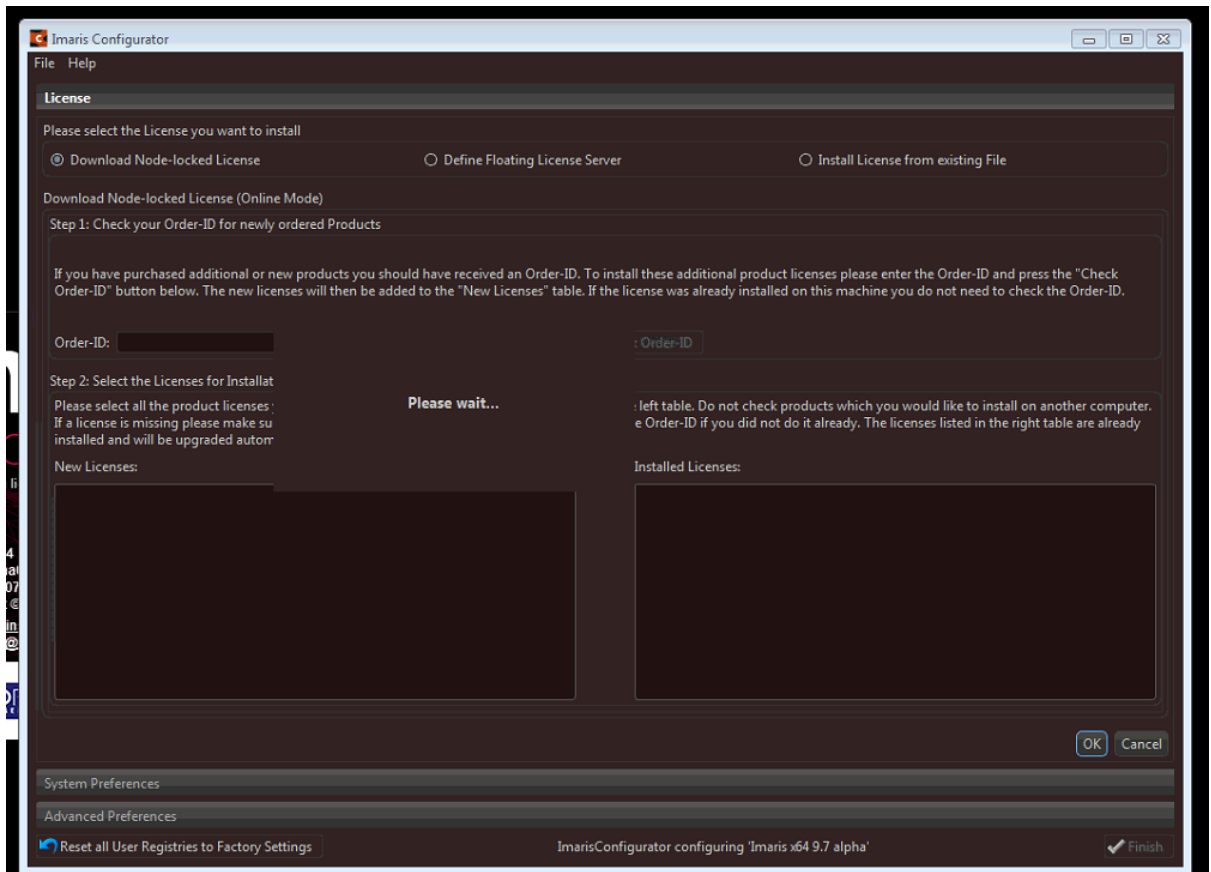 Imaris Configurator
File Help
License
Please select the License you want to install
Download Node-locked License
Define Floating License Server
Install License from existing File
Download Node-locked License (Online Mode)
Step 1: Check your Order-ID for newly ordered Products
If you have purchased additional or new products you should have received an Order-ID. To install these additional product licenses please enter the Order-ID and press the "Check
Order-ID" button below. The new licenses will then be added to the "New Licenses" table. If the license was already installed on this machine you do not need to check the Order-ID.
Order-ID:
Order-ID
Step 2: Select the Licenses for Installat
Please wait...
Please select all the product licenses
left table. Do not check products which you would like to install on another computer.
If a license is missing please make su
e Order-ID if you did not do it already. The licenses listed in the right table are already
installed and will be upgraded autom
New Licenses:
Installed Licenses:
OK Cancel
System Preferences
Advanced Preferences
Reset all User Registries to Factory Settings
ImarisConfigurator configuring 'Imaris x64 9.7 alpha'
Finish